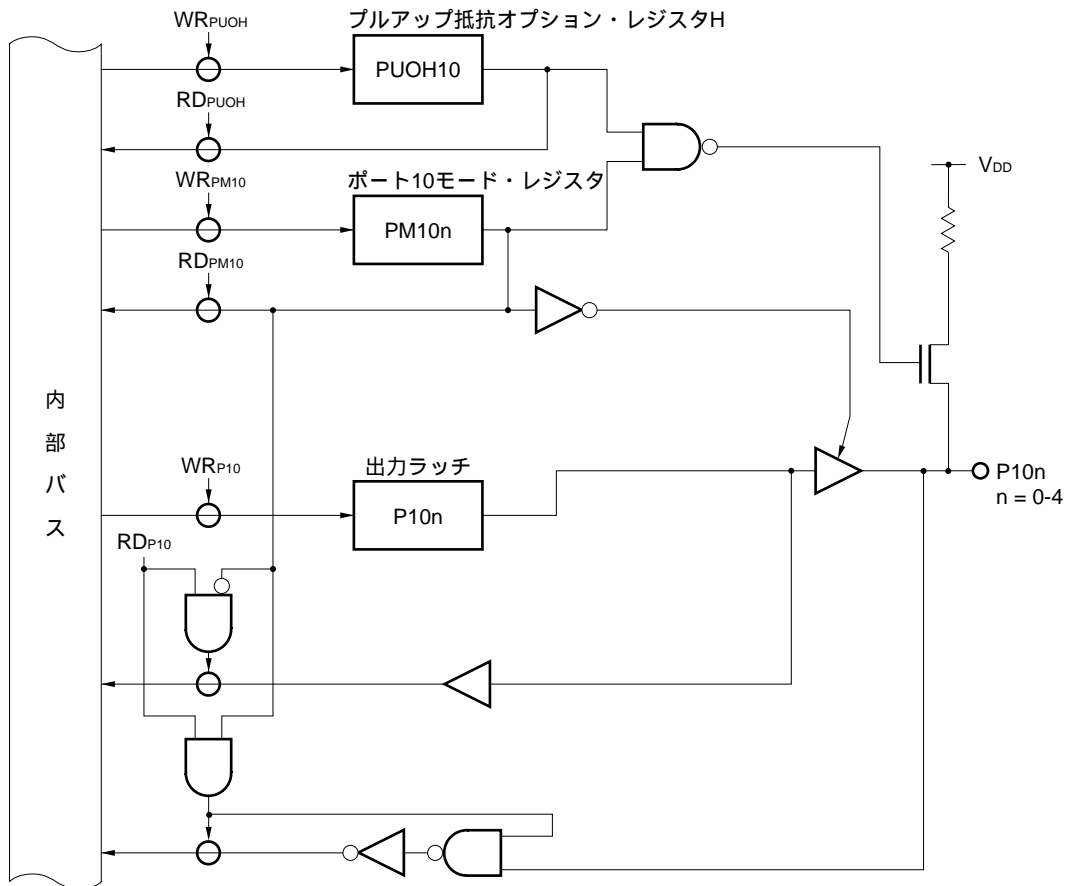 WRPUOH
プルアップ抵抗オプション・レジスタH
PUOH10
RDPUOH
VDD
WRPM10
ポート10モード・レジスタ
PM10n
RDPM10
内部バス
WRP10
出力ラッチ
P10n
P10n
n = 0-4
RDP10